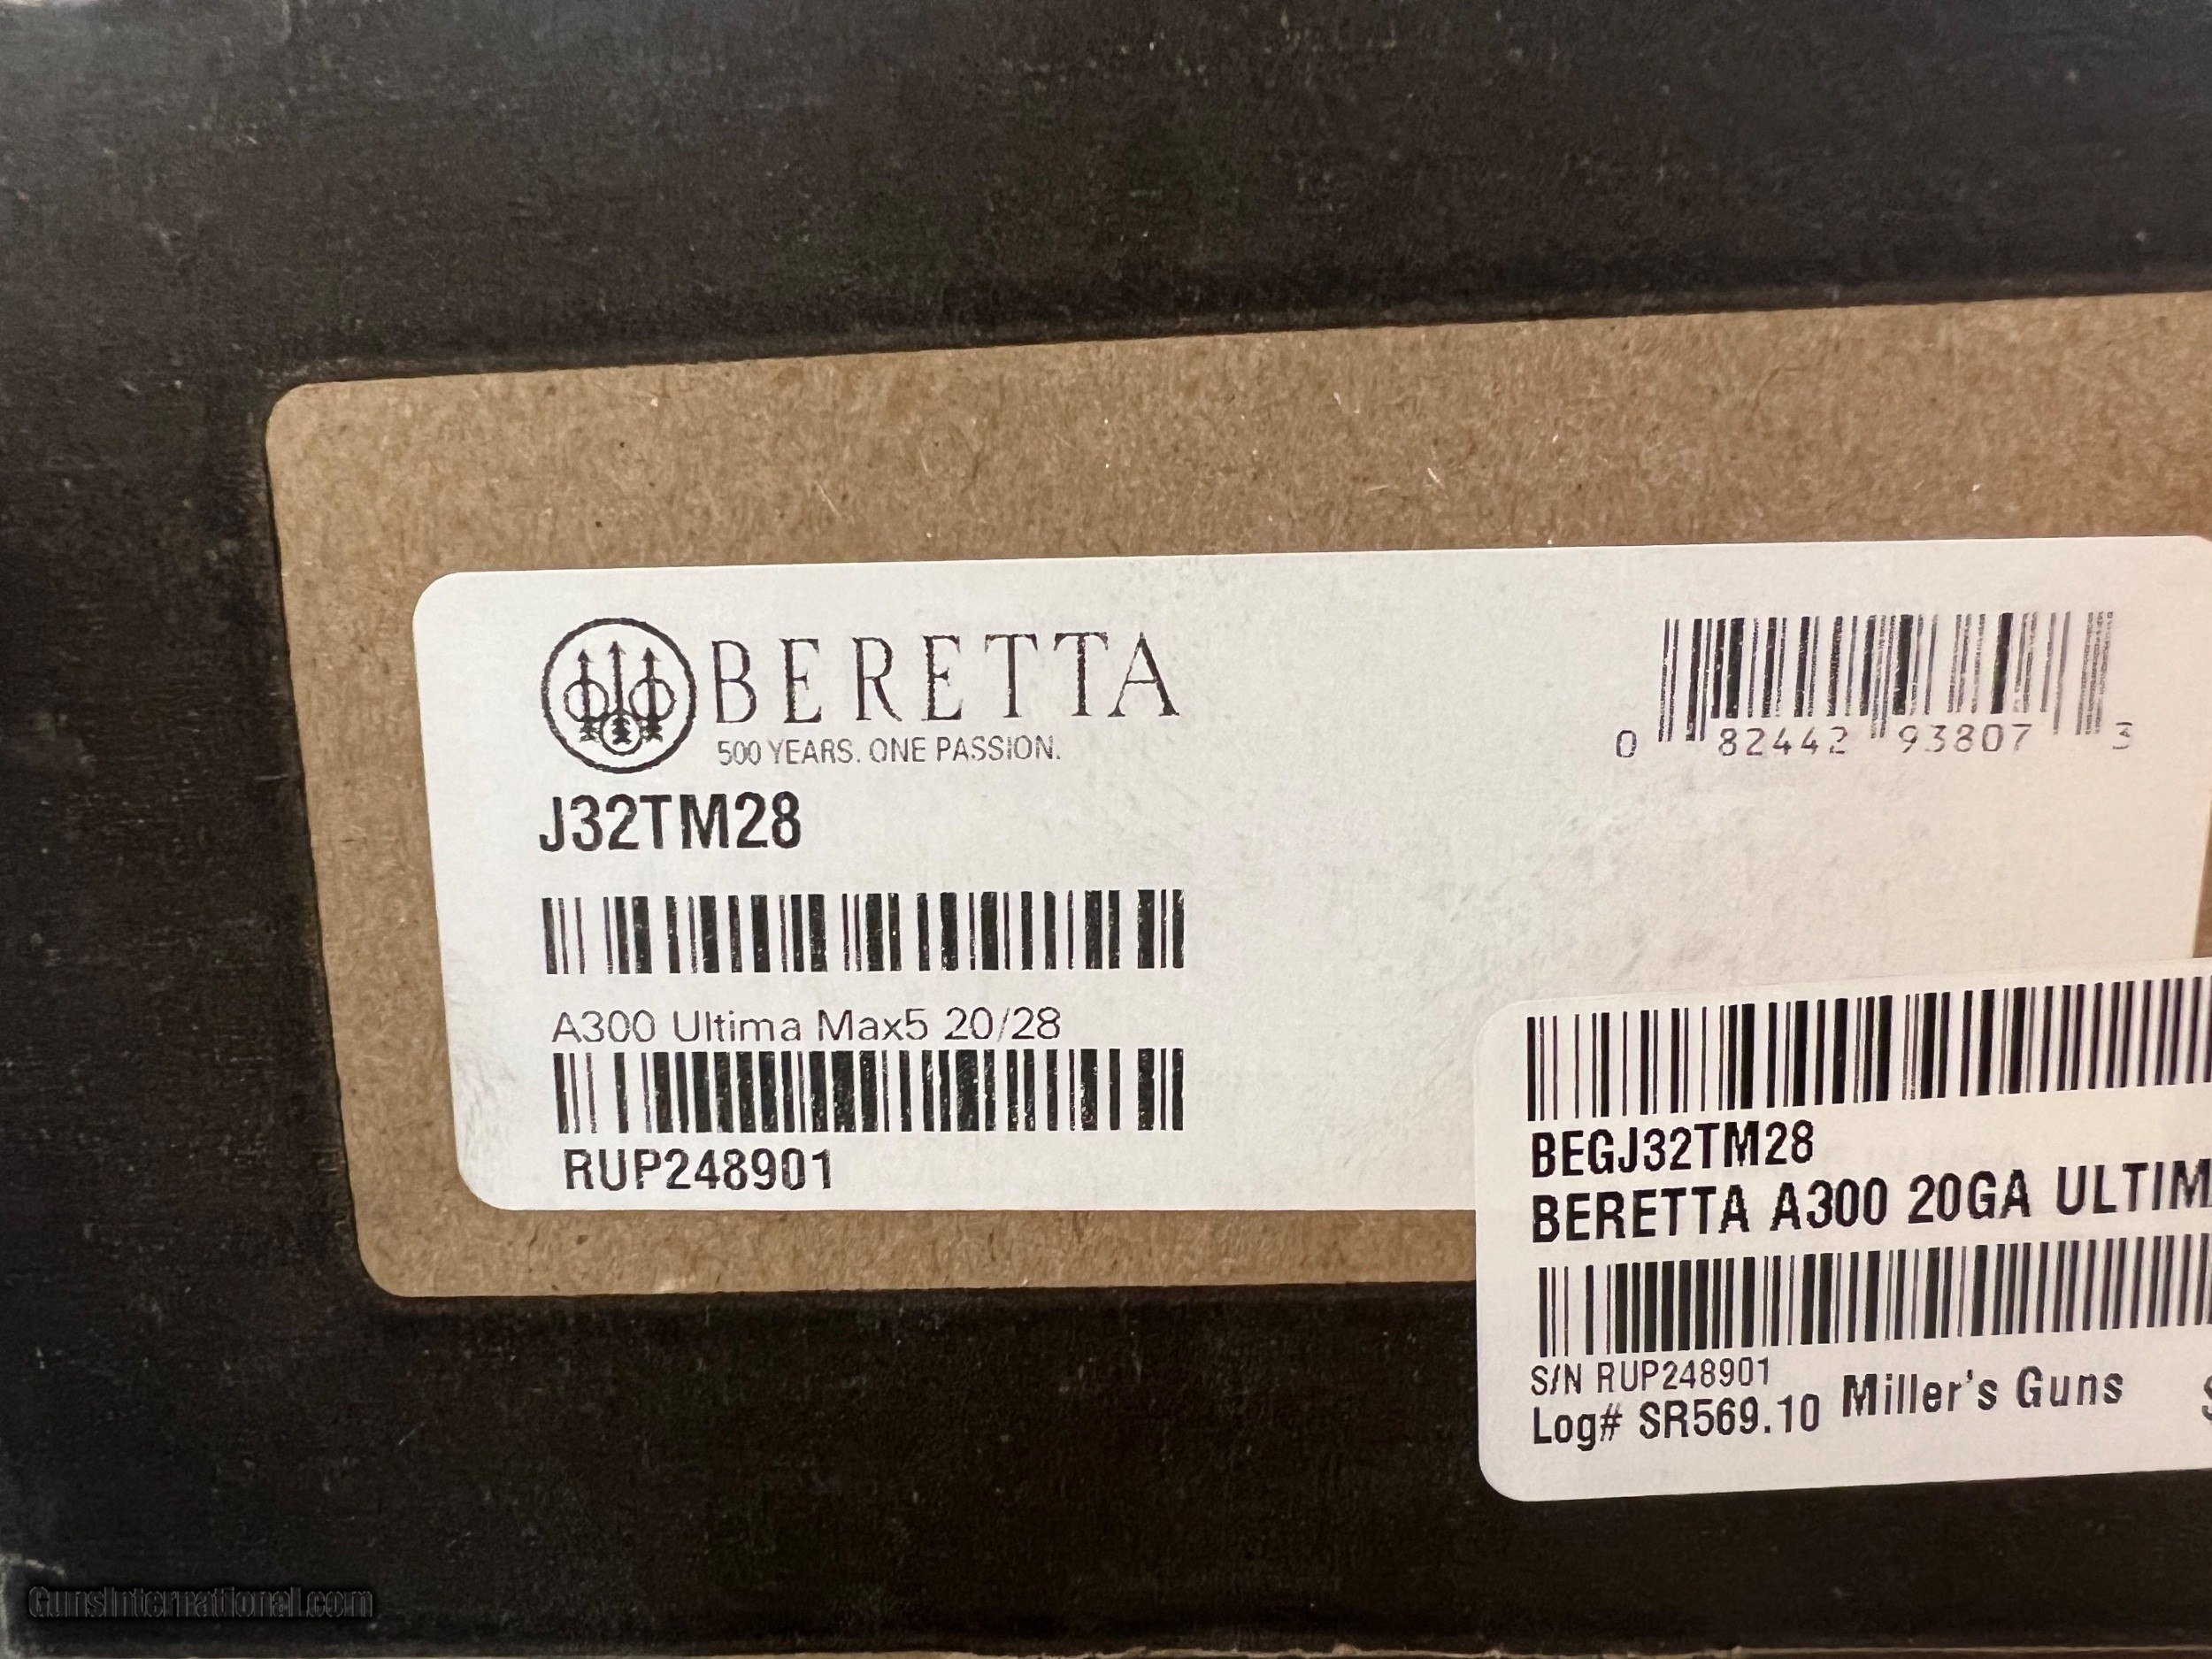 BERETTA
500 YEARS. ONE PASSION.
0 82442 93807 3
J32TM28
A300 Ultima Max5 20/28
RUP248901
BEGJ32TM28
BERETTA A300 20GA ULTIM
S/N RUP248901
Log# SR569.10 Miller's Guns
GunsInternational.com